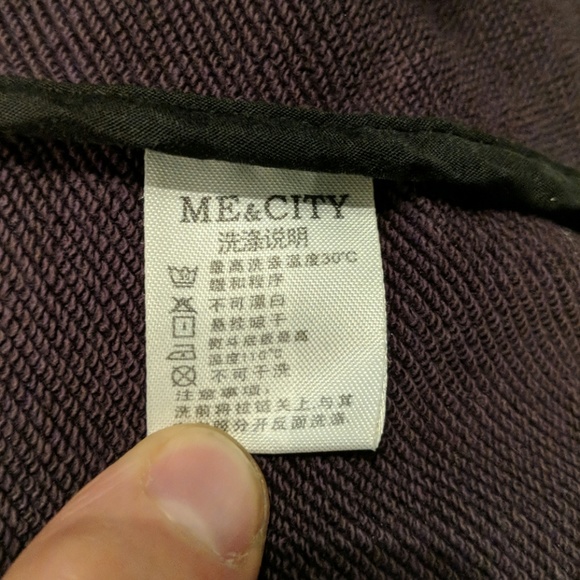 ME&CITY
洗涤说明
最高洗涤温度30℃
缓和程序
不可漂白
悬挂晾干
熨斗底板最高
温度110℃
不可干洗
注意事项:
洗前将拉链关上,与其
分开反面洗涤.